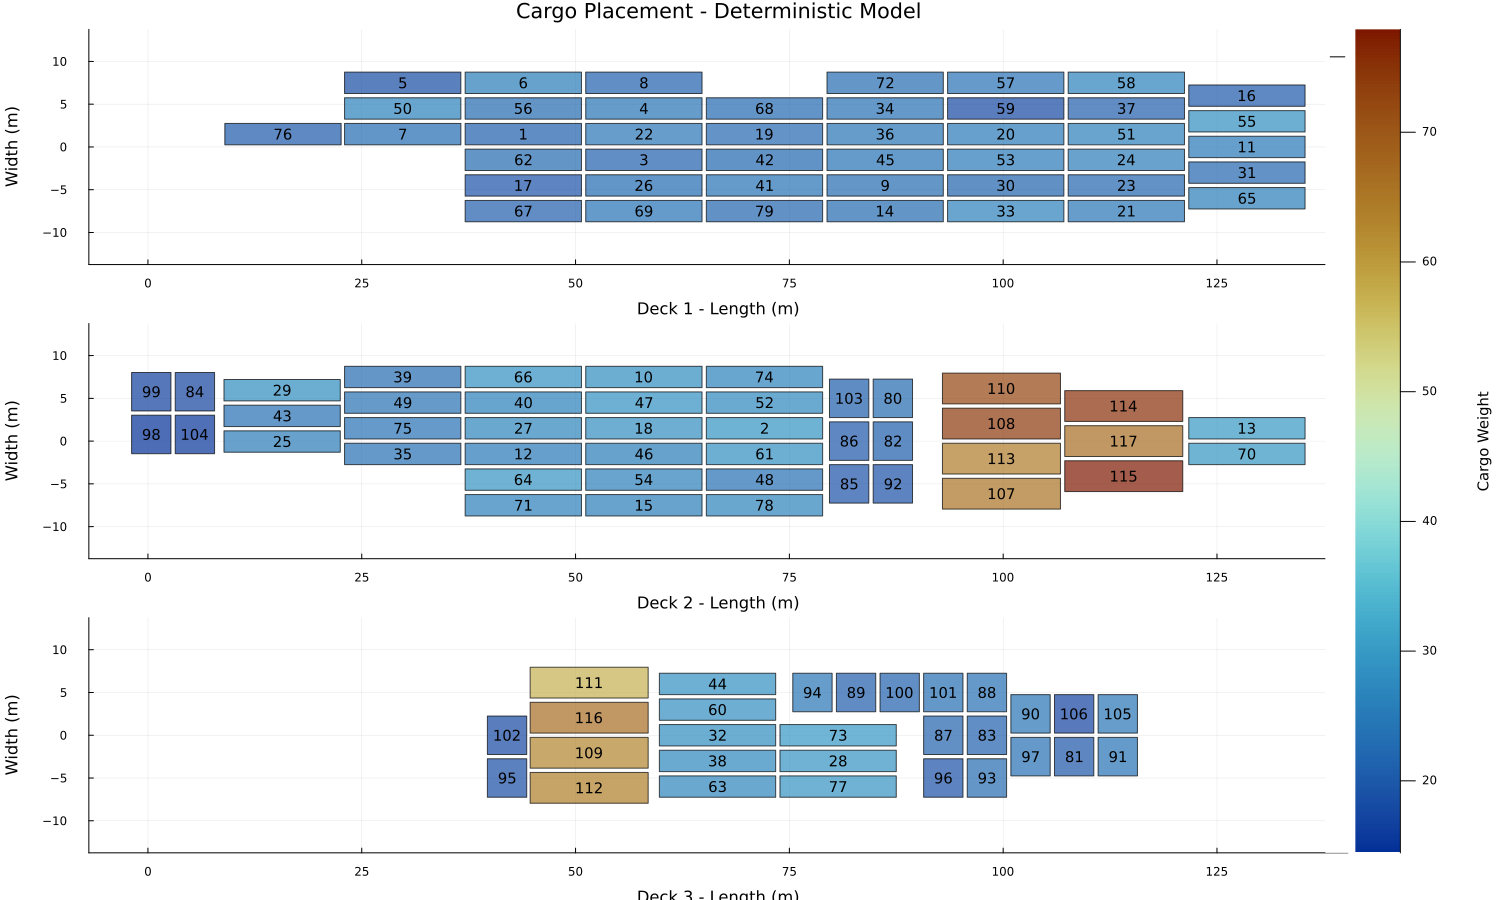 Cargo Placement - Deterministic Model
10
5 6 8 72 57 58
16
5 50 56 4 68 34 59 37
55
76 7 1 22 19 36 20 51
0 11
62 3 42 45 53 24
31
−5 17 26 41 9 30 23
65
67 69 79 14 33 21
−10
Width (m)
0 25 50 75 100 125
Deck 1 - Length (m)
10
39 66 10 74
99 84 29 103 80 110
5 49 40 47 52 114
43 108
75 27 18 2 13
98 104 25 86 82 117
0
35 12 46 61 113 70
64 54 48 115
−5 85 92 107
71 15 78
−10
Width (m)
0 25 50 75 100 125
Deck 2 - Length (m)
10
111 44 94 89 100 101 88
5
116 60 90 106 105
102 32 73 87 83
0
109 38 28 97 81 91
95 112 63 77 96 93
−5
−10
Width (m)
0 25 50 75 100 125
Deck 3 - Length (m)
70
60
50
40
30
20
Cargo Weight